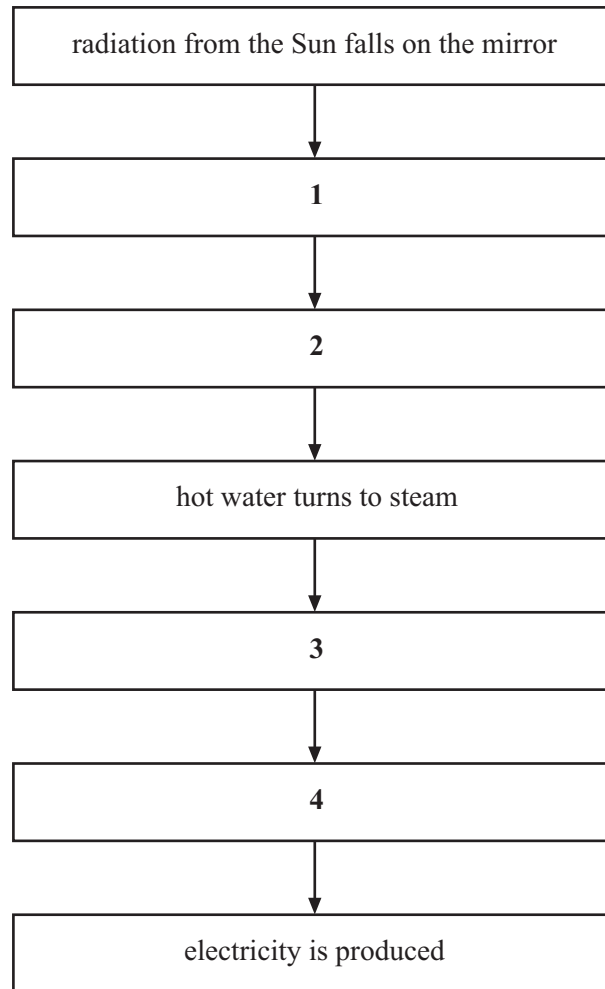 radiation from the Sun falls on the mirror
1
2
hot water turns to steam
3
4
electricity is produced